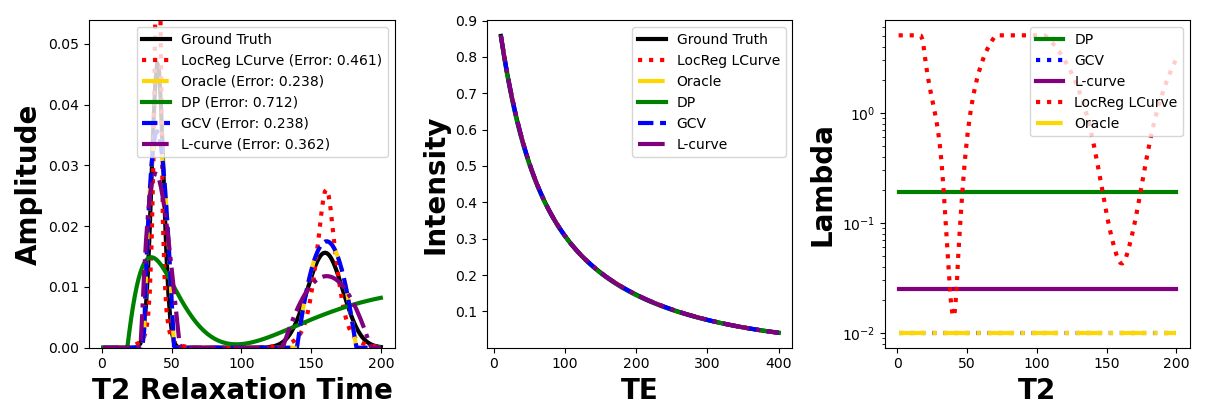 0.05
0.04
0.03
0.02
0.01
0.00
Amplitude
Ground Truth
LocReg LCurve (Error: 0.461)
Oracle (Error: 0.238)
DP (Error: 0.712)
GCV (Error: 0.238)
L-curve (Error: 0.362)
0 50 100 150 200
T2 Relaxation Time
0.9
0.8
0.7
0.6
0.5
0.4
0.3
0.2
0.1
Intensity
Ground Truth
LocReg LCurve
Oracle
DP
GCV
L-curve
0 100 200 300 400
TE
10⁰
10⁻¹
10⁻²
Lambda
DP
GCV
L-curve
LocReg LCurve
Oracle
0 50 100 150 200
T2